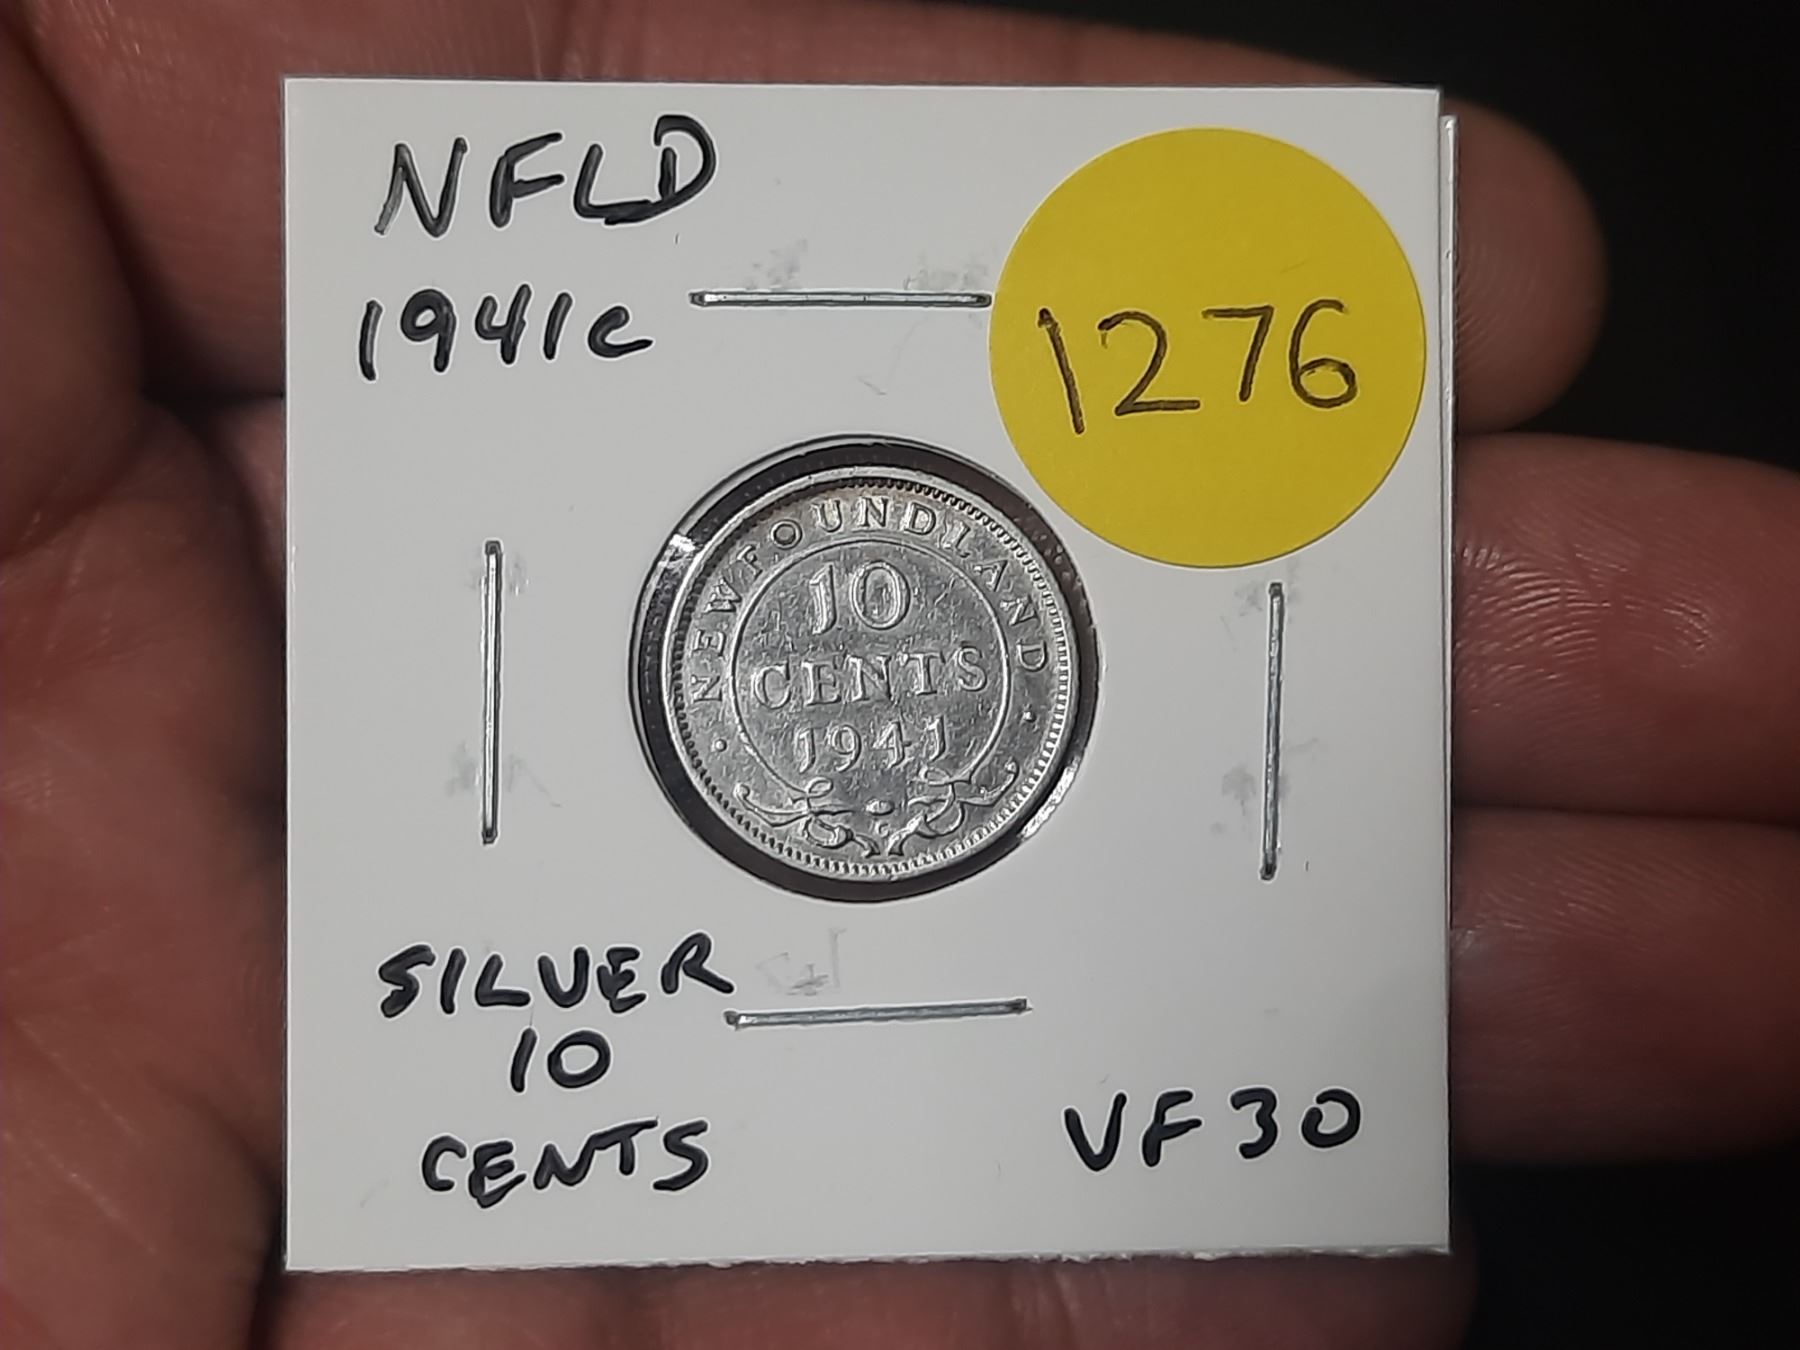 NFLD
1941c
1276
NEWFOUNDLAND
10
CENTS
1941
C
SILVER
10
CENTS
VF30